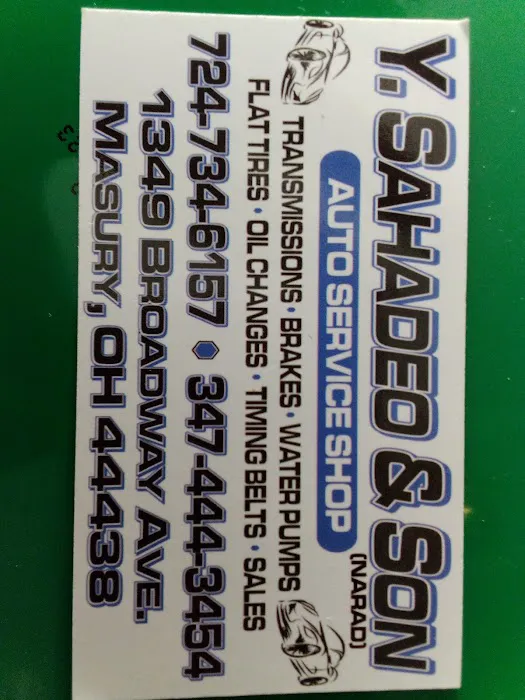 Y. SAHADEO & SON
(NARAD)
AUTO SERVICE SHOP
TRANSMISSIONS • BRAKES • WATER PUMPS
FLAT TIRES • OIL CHANGES • TIMING BELTS • SALES
724-734-6157 • 347-444-3454
1349 BROADWAY AVE.
MASURY, OH 44438